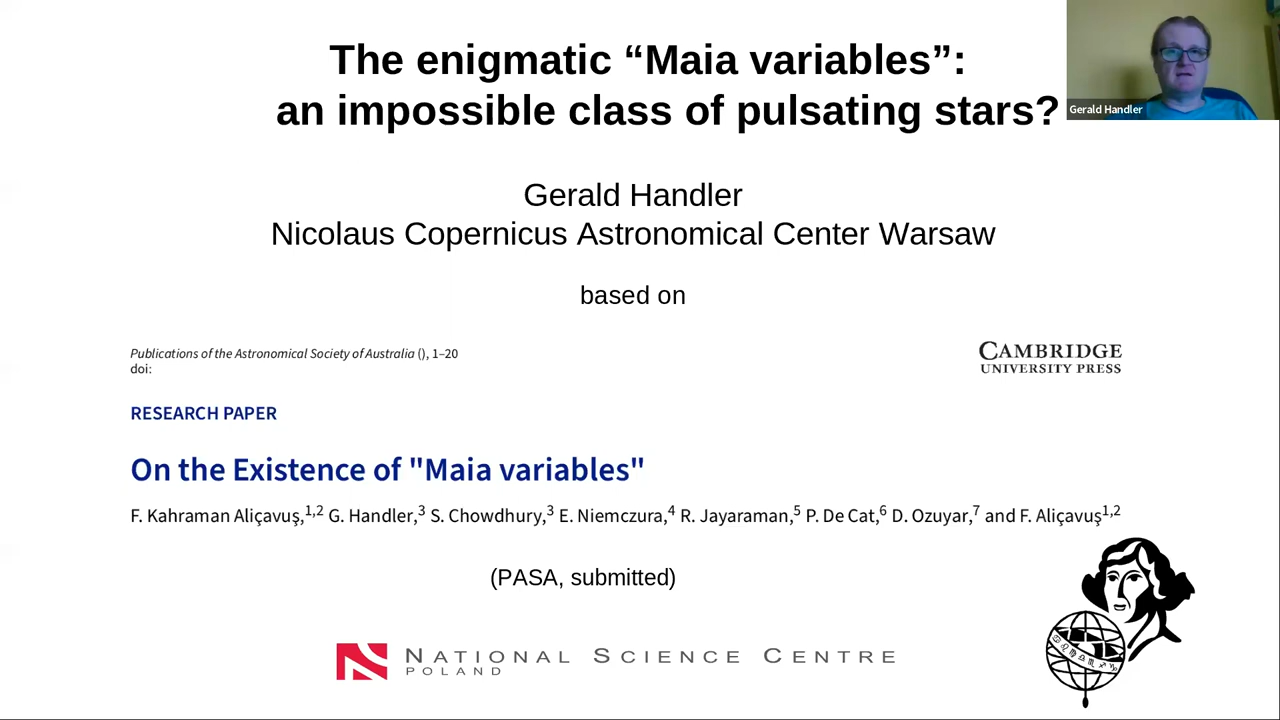 The enigmatic “Maia variables”:
an impossible class of pulsating stars?
Gerald Handler
Gerald Handler
Nicolaus Copernicus Astronomical Center Warsaw
based on
Publications of the Astronomical Society of Australia (), 1–20
doi:
CAMBRIDGE
UNIVERSITY PRESS
RESEARCH PAPER
On the Existence of "Maia variables"
F. Kahraman Aliçavuş,1,2 G. Handler,3 S. Chowdhury,3 E. Niemczura,4 R. Jayaraman,5 P. De Cat,6 D. Ozuyar,7 and F. Aliçavuş1,2
(PASA, submitted)
NATIONAL SCIENCE CENTRE
POLAND